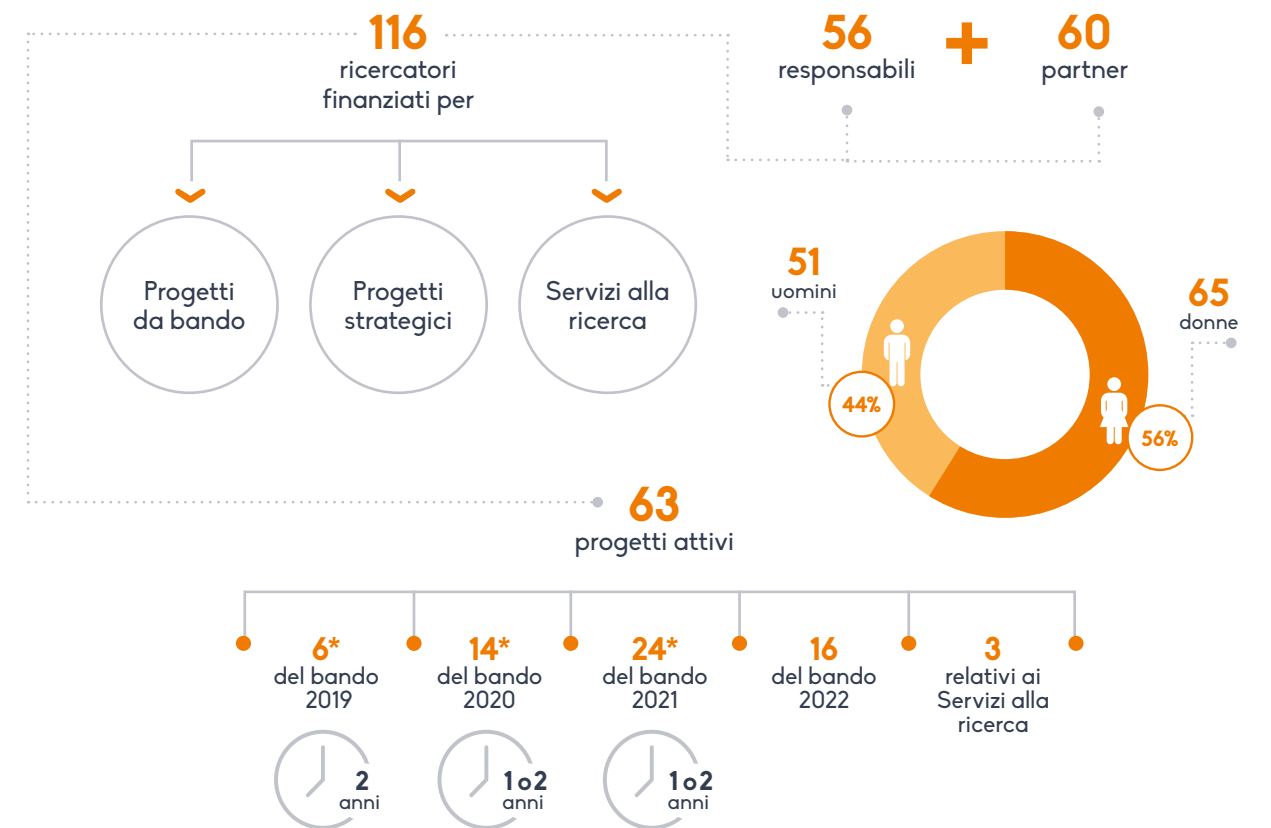 116
ricercatori
finanziati per
56
responsabili
+
60
partner
Progetti
da bando
Progetti
strategici
Servizi alla
ricerca
51
uomini
44%
65
donne
56%
63
progetti attivi
6*
del bando
2019
2
anni
14*
del bando
2020
1 o 2
anni
24*
del bando
2021
1 o 2
anni
16
del bando
2022
3
relativi ai
Servizi alla
ricerca